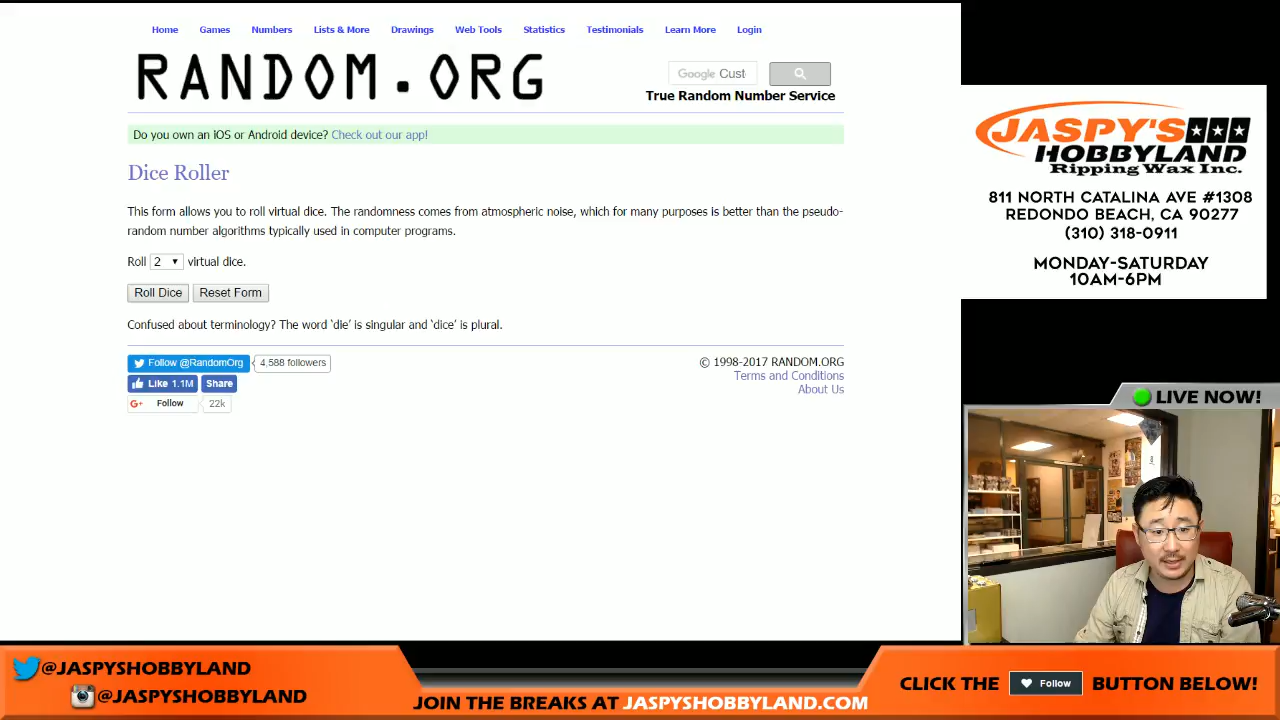 Home Games Numbers Lists & More Drawings Web Tools Statistics Testimonials Learn More Login
RANDOM.ORG
Google Cust
True Random Number Service
Do you own an iOS or Android device? Check out our app!
Dice Roller
This form allows you to roll virtual dice. The randomness comes from atmospheric noise, which for many purposes is better than the pseudo-
random number algorithms typically used in computer programs.
Roll 2 virtual dice.
Roll Dice Reset Form
Confused about terminology? The word ‘die’ is singular and ‘dice’ is plural.
Follow @RandomOrg 4,588 followers
Like 1.1M Share
G+ Follow 22k
© 1998-2017 RANDOM.ORG
Terms and Conditions
About Us
JASPY'S
HOBBYLAND
Ripping Wax Inc.
811 NORTH CATALINA AVE #1308
REDONDO BEACH, CA 90277
(310) 318-0911
MONDAY-SATURDAY
10AM-6PM
LIVE NOW!
@JASPYSHOBBYLAND
@JASPYSHOBBYLAND
JOIN THE BREAKS AT JASPYSHOBBYLAND.COM
CLICK THE Follow BUTTON BELOW!